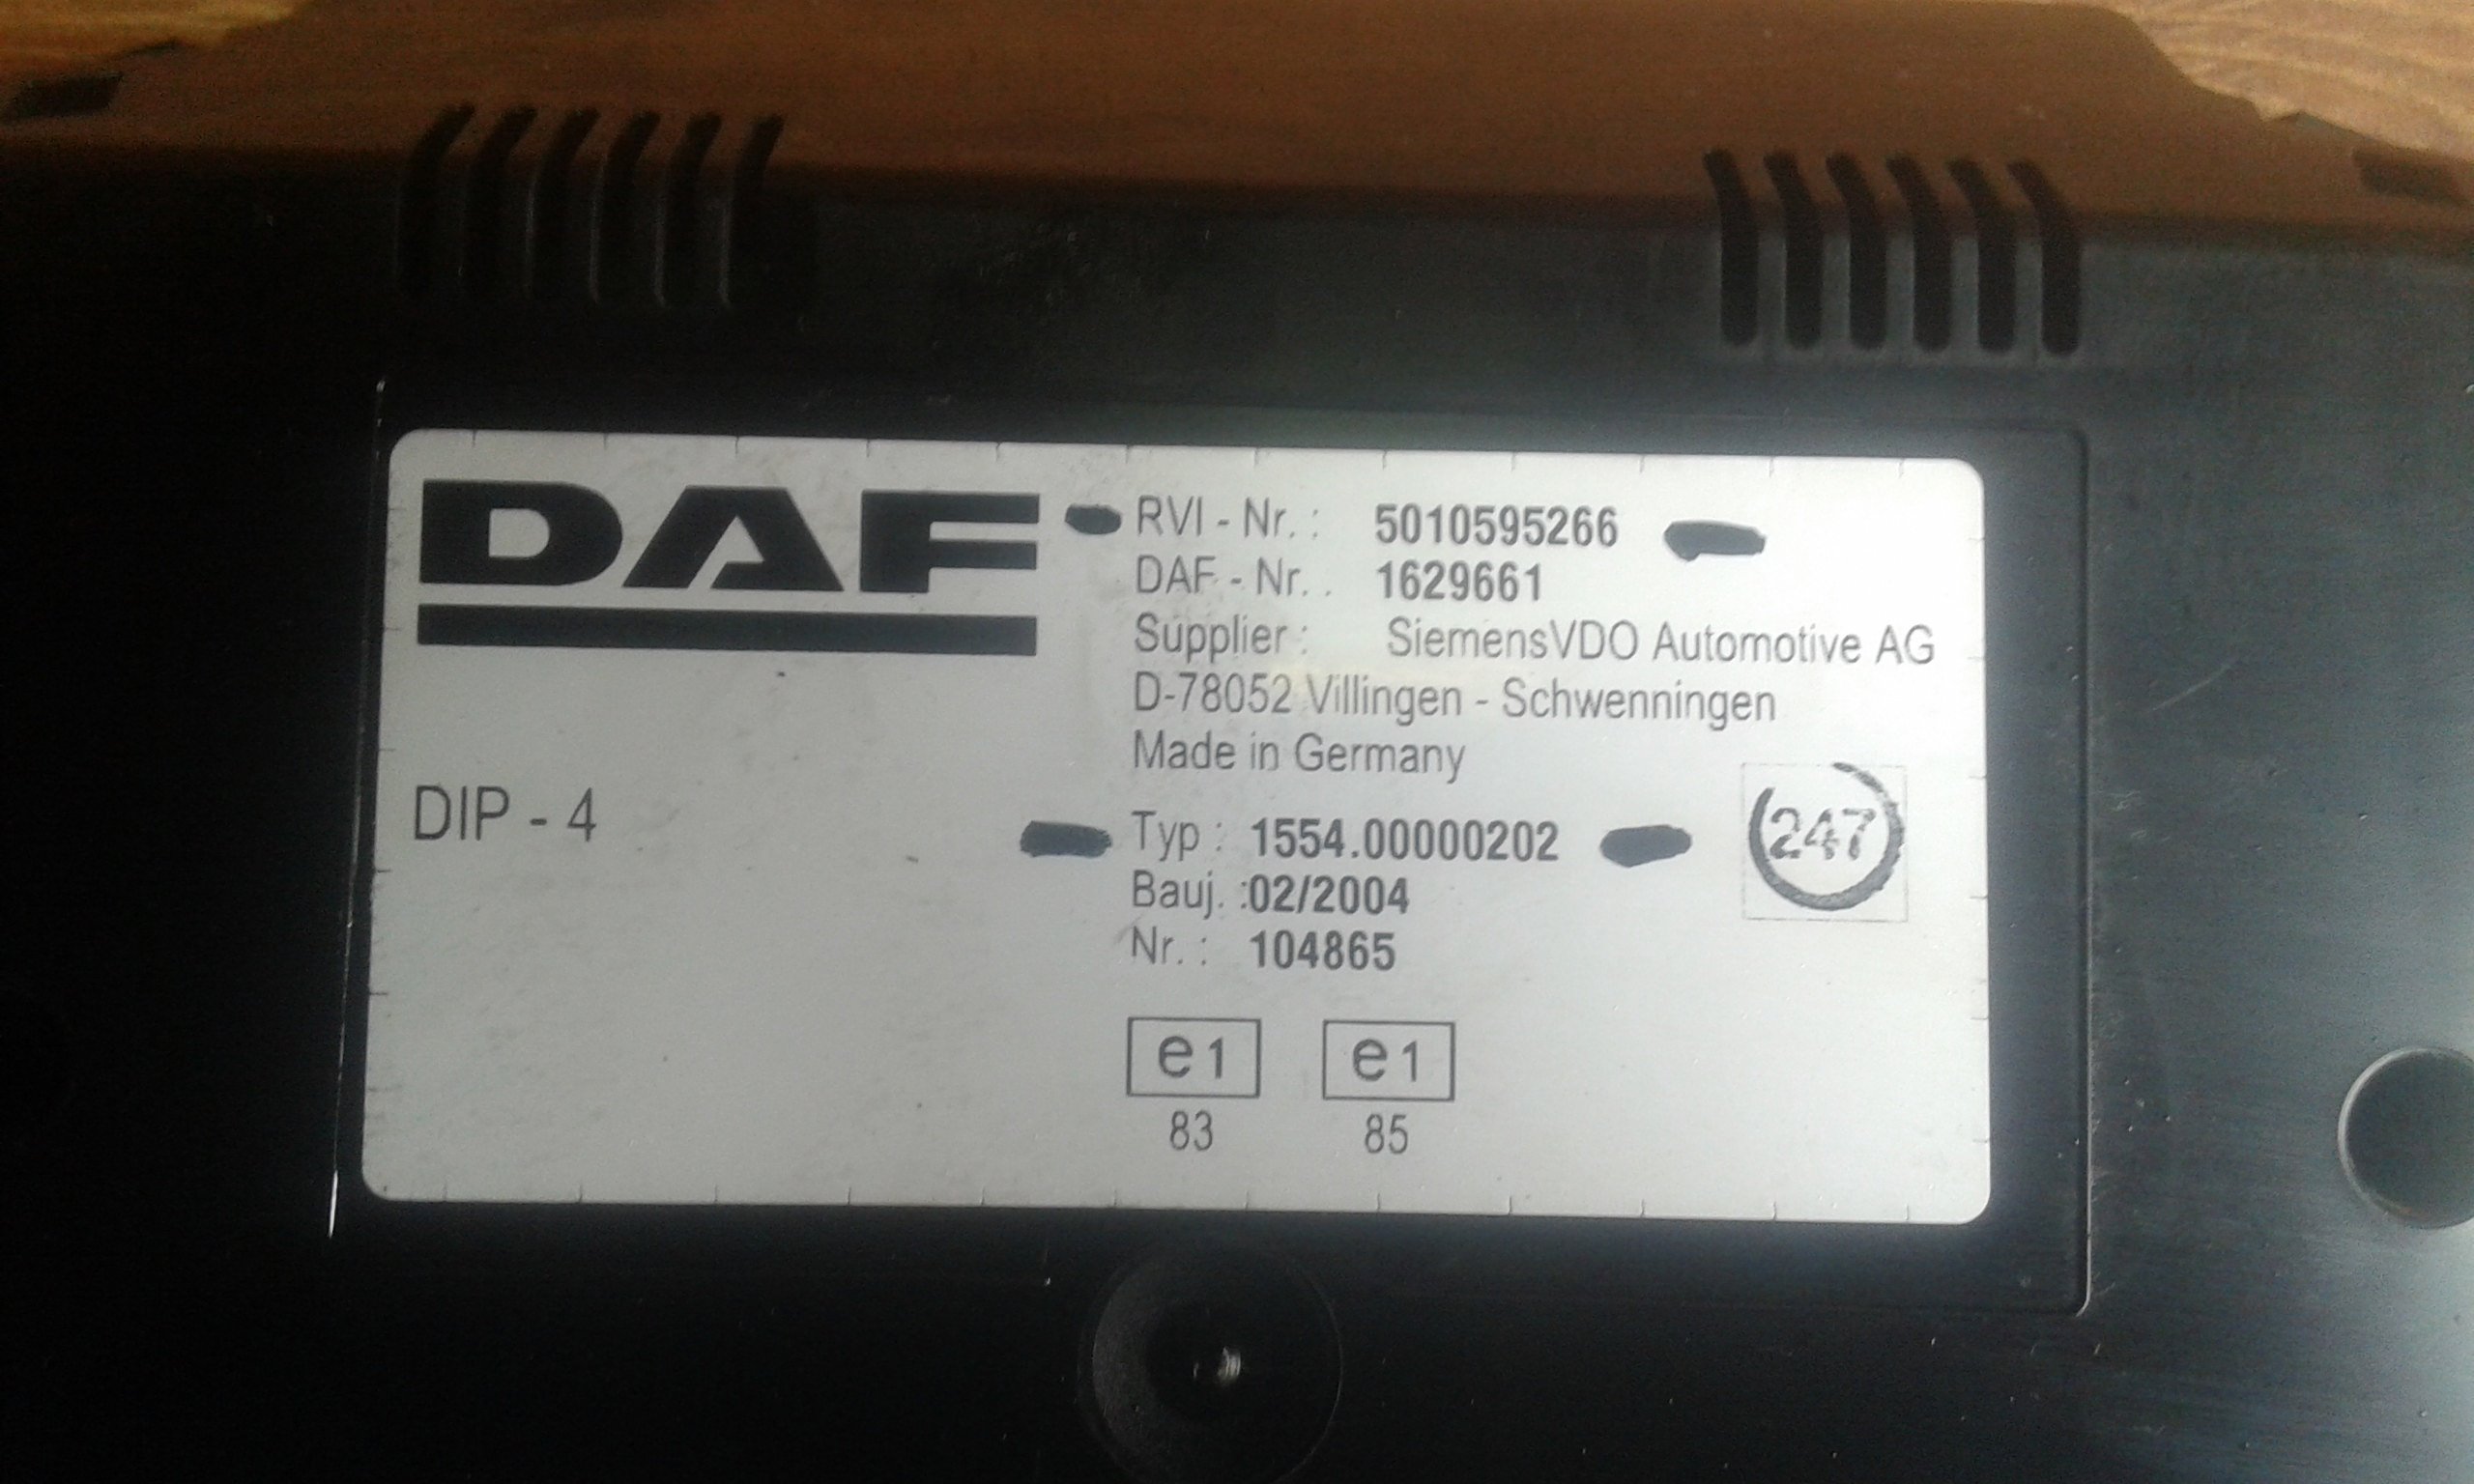 DAF
RVI - Nr. : 5010595266
DAF - Nr. . 1629661
Supplier : SiemensVDO Automotive AG
D-78052 Villingen - Schwenningen
Made in Germany
DIP - 4
Typ : 1554.00000202
247
Bauj. :02/2004
Nr. : 104865
e1 e1
83 85